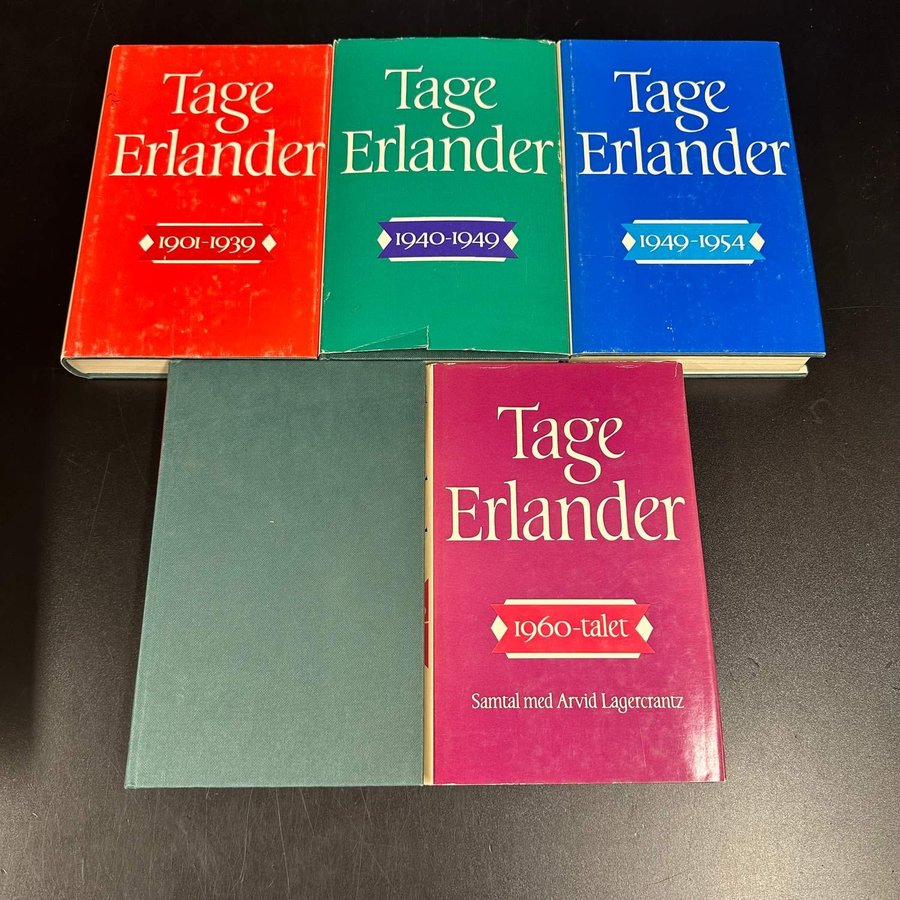 Tage
Erlander
1901-1939
Tage
Erlander
1940-1949
Tage
Erlander
1949-1954
Tage
Erlander
1960-talet
Samtal med Arvid Lagercrantz